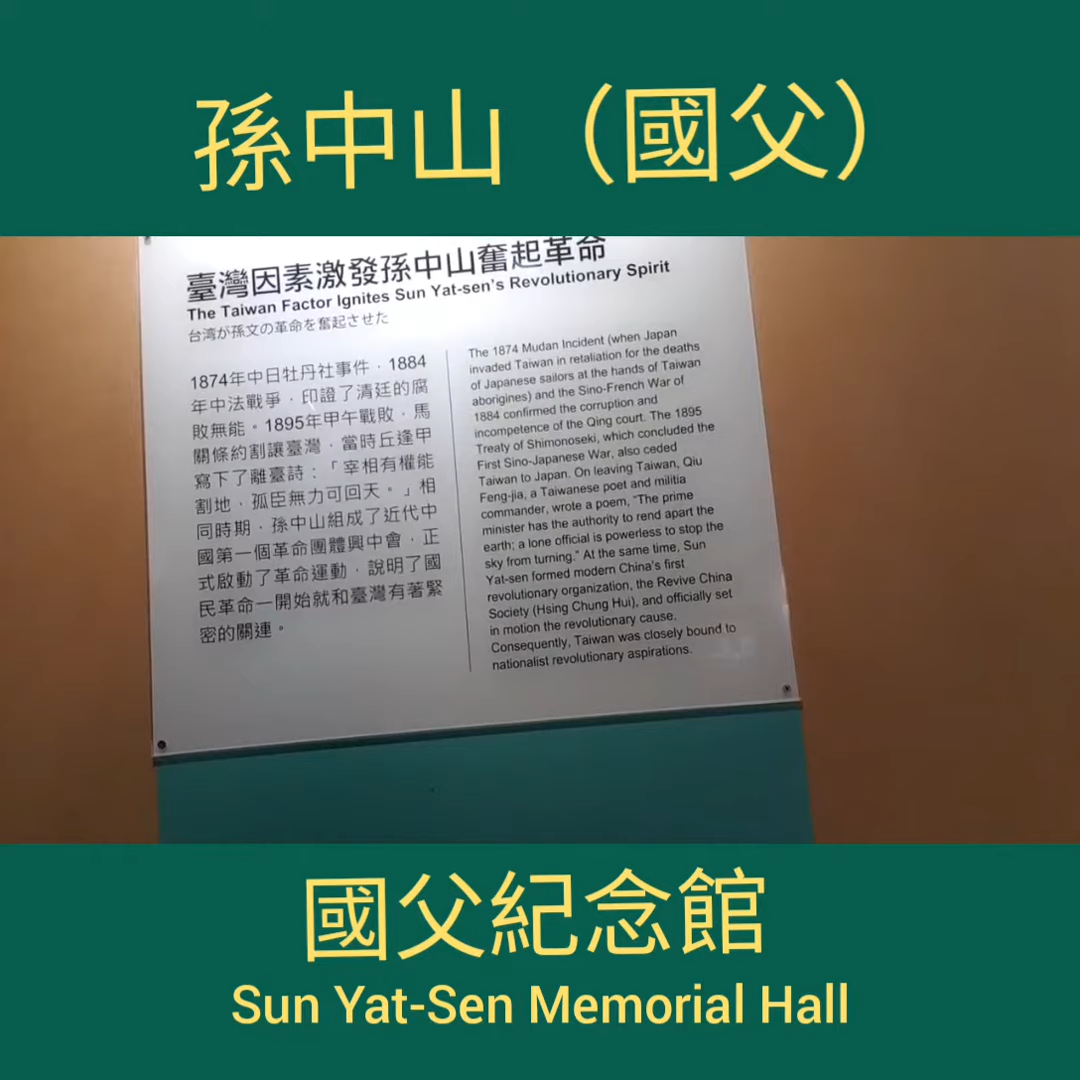 孫中山（國父）
臺灣因素激發孫中山奮起革命
The Taiwan Factor Ignites Sun Yat-sen's Revolutionary Spirit
台湾が孫文の革命を奮起させた
1874年中日牡丹社事件，1884
年中法戰爭，印證了清廷的腐
敗無能。1895年甲午戰敗，馬
關條約割讓臺灣，當時丘逢甲
寫下了離臺詩：「宰相有權能
割地，孤臣無力可回天。」相
同時期，孫中山組成了近代中
國第一個革命團體興中會，正
式啟動了革命運動，說明了國
民革命一開始就和臺灣有著緊
密的關連。
The 1874 Mudan Incident (when Japan
invaded Taiwan in retaliation for the deaths
of Japanese sailors at the hands of Taiwan
aborigines) and the Sino-French War of
1884 confirmed the corruption and
incompetence of the Qing court. The 1895
Treaty of Shimonoseki, which concluded the
First Sino-Japanese War, also ceded
Taiwan to Japan. On leaving Taiwan, Qiu
Feng-jia, a Taiwanese poet and militia
commander, wrote a poem, "The prime
minister has the authority to rend apart the
earth; a lone official is powerless to stop the
sky from turning." At the same time, Sun
Yat-sen formed modern China's first
revolutionary organization, the Revive China
Society (Hsing Chung Hui), and officially set
in motion the revolutionary cause.
Consequently, Taiwan was closely bound to
nationalist revolutionary aspirations.
國父紀念館
Sun Yat-Sen Memorial Hall